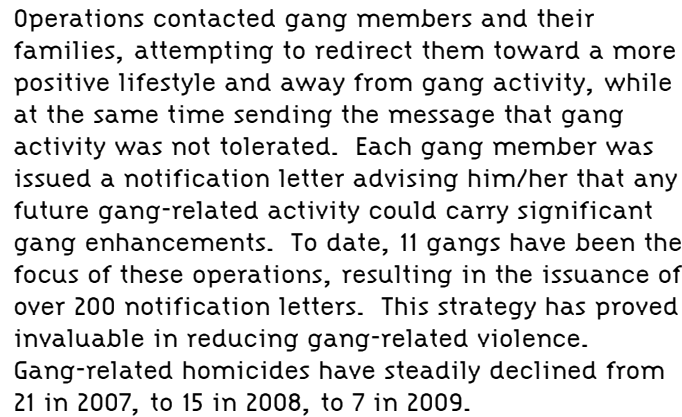 Operations contacted gang members and their
families, attempting to redirect them toward a more
positive lifestyle and away from gang activity, while
at the same time sending the message that gang
activity was not tolerated.  Each gang member was
issued a notification letter advising him/her that any
future gang-related activity could carry significant
gang enhancements.  To date, 11 gangs have been the
focus of these operations, resulting in the issuance of
over 200 notification letters.  This strategy has proved
invaluable in reducing gang-related violence.
Gang-related homicides have steadily declined from
21 in 2007, to 15 in 2008, to 7 in 2009.